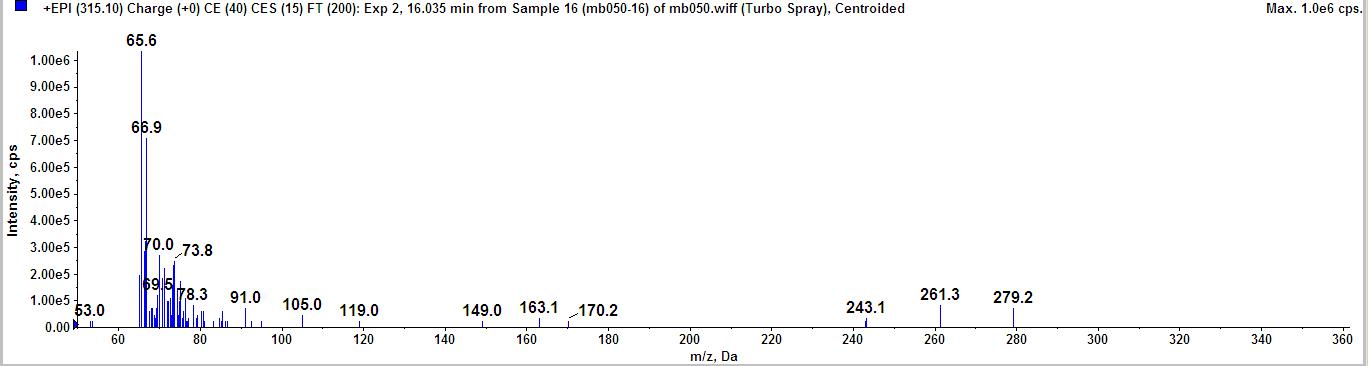 +EPI (315.10) Charge (+0) CE (40) CES (15) FT (200): Exp 2, 16.035 min from Sample 16 (mb050-16) of mb050.wiff (Turbo Spray), Centroided
Max. 1.0e6 cps.
65.6
1.00e6
9.00e5
8.00e5
66.9
7.00e5
6.00e5
5.00e5
4.00e5
3.00e5
70.0
73.8
2.00e5
69.5
78.3
1.00e5
53.0
91.0
105.0
119.0
149.0
163.1
170.2
243.1
261.3
279.2
0.00
60
80
100
120
140
160
180
200
220
240
260
280
300
320
340
360
Intensity, cps
m/z, Da